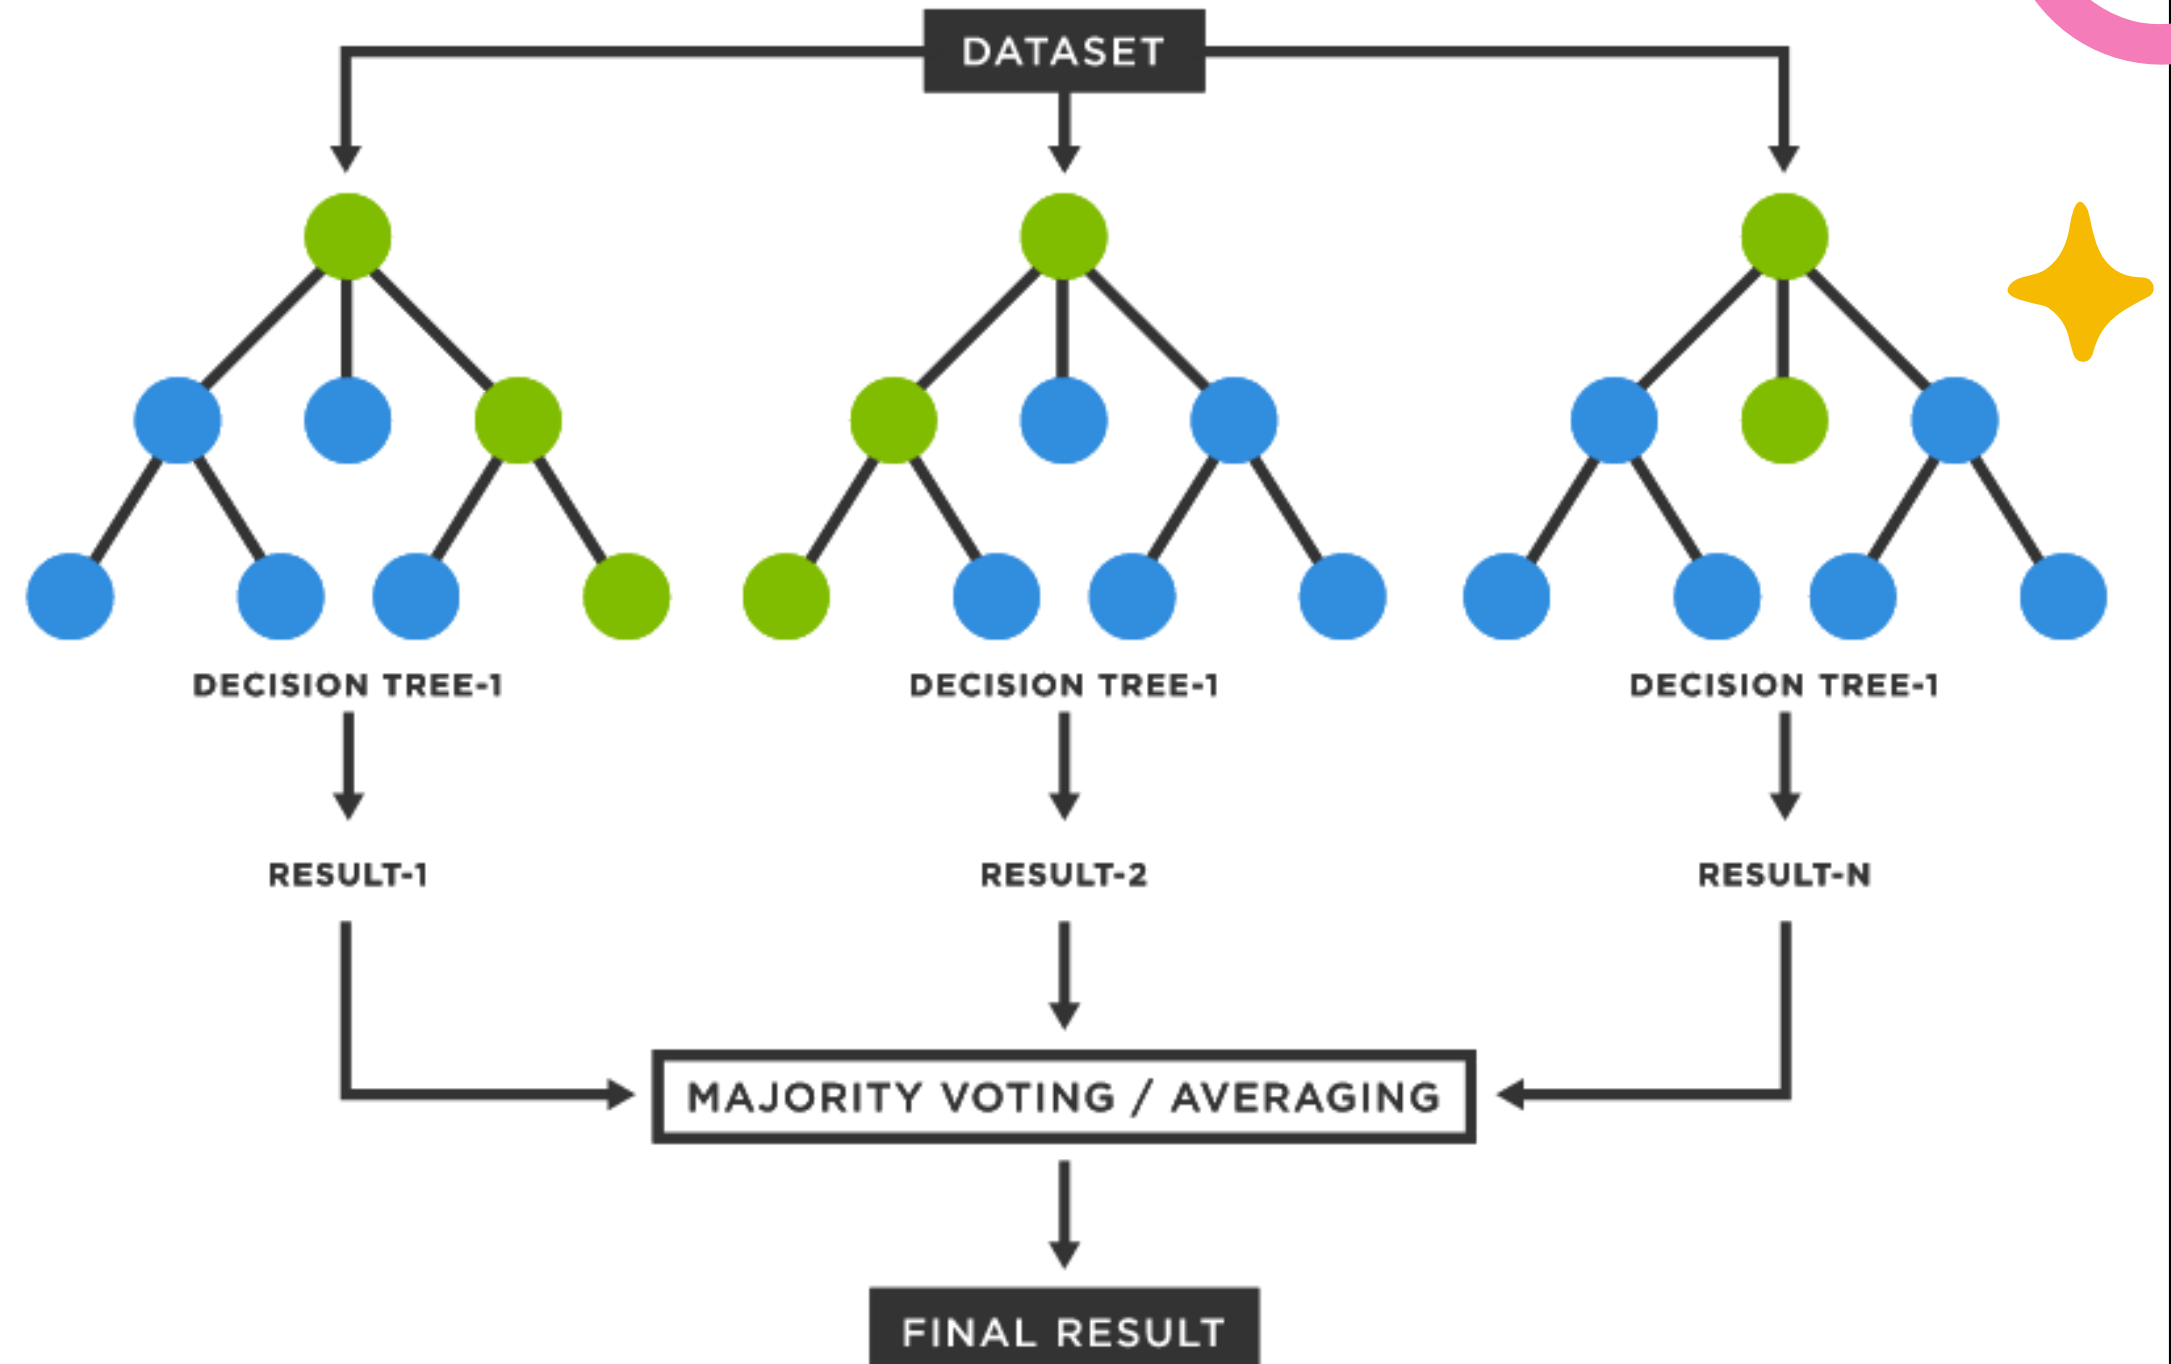 DATASET
DECISION TREE-1
DECISION TREE-1
DECISION TREE-1
RESULT-1
RESULT-2
RESULT-N
MAJORITY VOTING / AVERAGING
FINAL RESULT